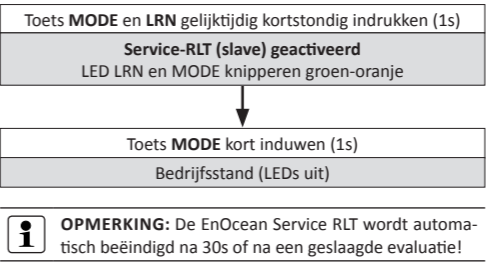 Toets MODE en LRN gelijktijdig kortstondig indrukken (1s)
Service-RLT (slave) geactiveerd
LED LRN en MODE knipperen groen-oranje
Toets MODE kort induwen (1s)
Bedrijfsstand (LEDs uit)
OPMERKING: De EnOcean Service RLT wordt automa-
tisch beëindigd na 30s of na een geslaagde evaluatie!